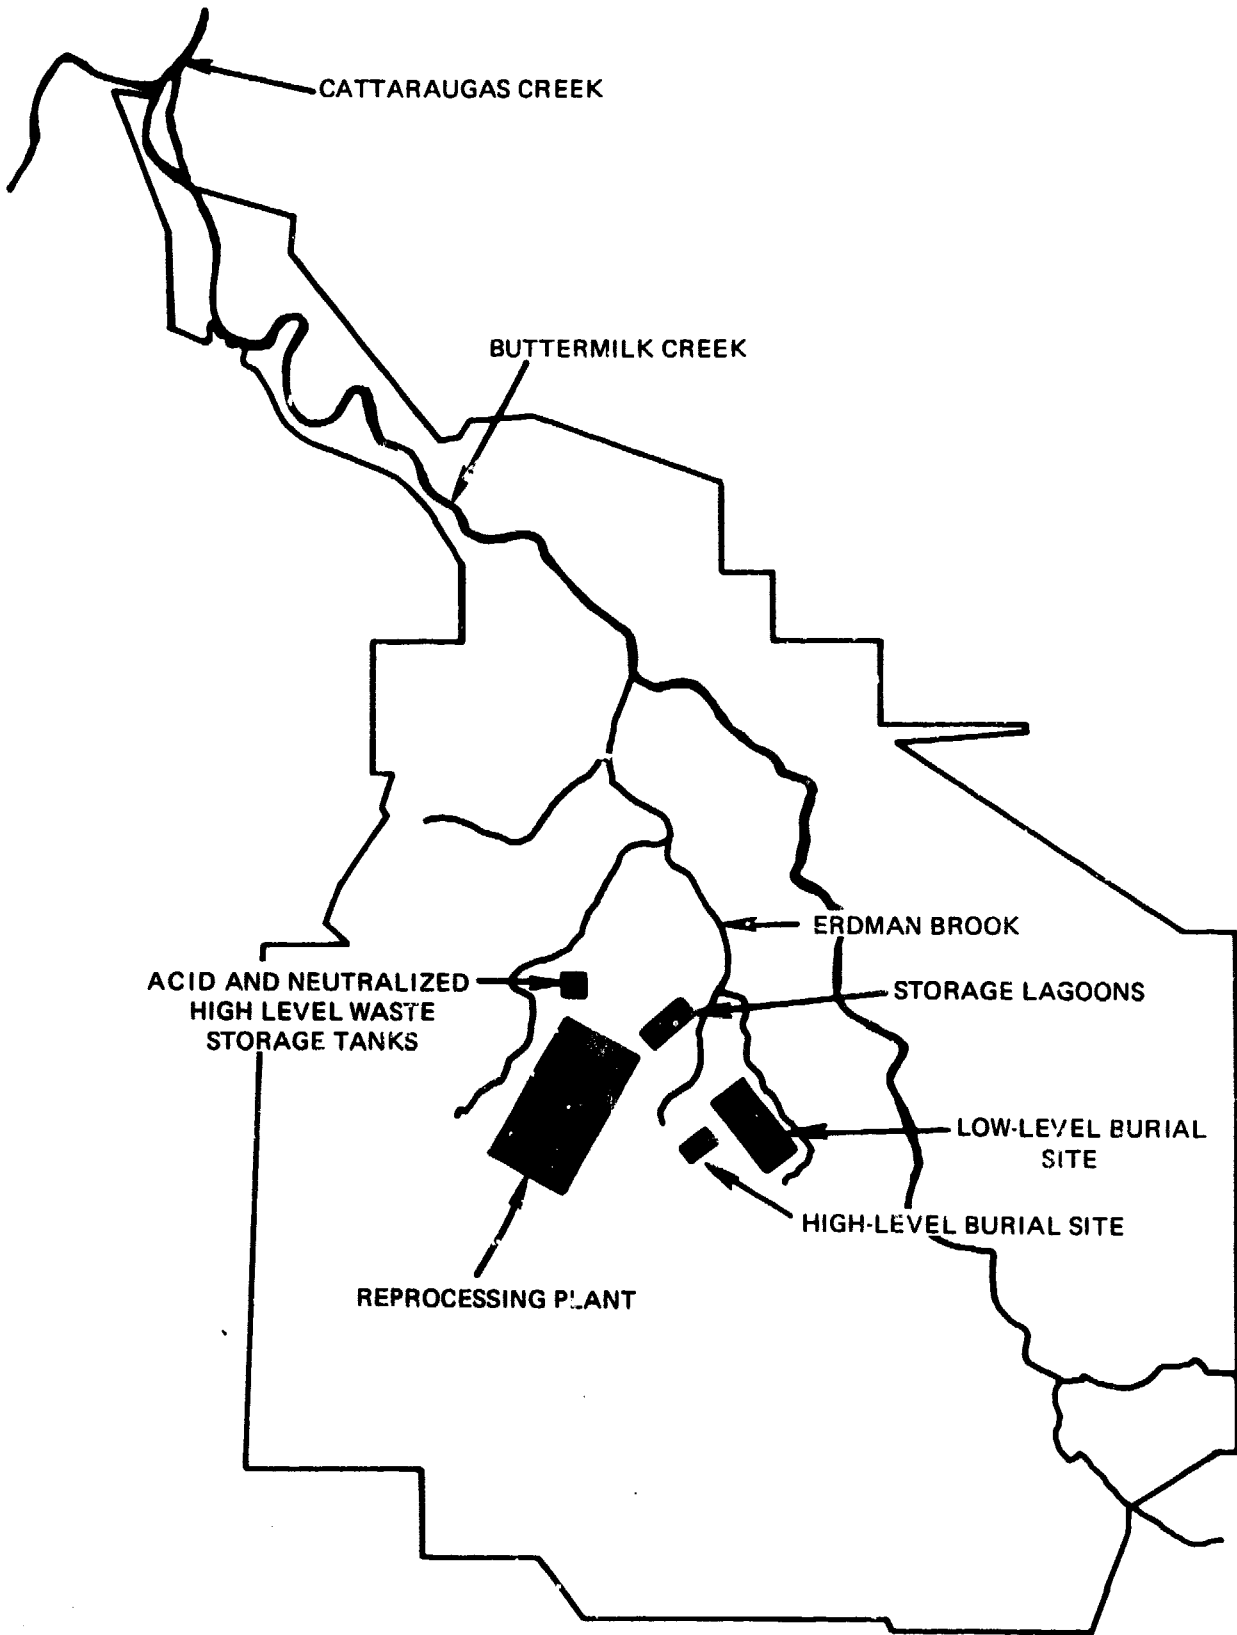 CATTARAUGAS CREEK
BUTTERMILK CREEK
ERDMAN BROOK
ACID AND NEUTRALIZED
HIGH LEVEL WASTE
STORAGE TANKS
STORAGE LAGOONS
LOW-LEVEL BURIAL
SITE
HIGH-LEVEL BURIAL SITE
REPROCESSING PLANT